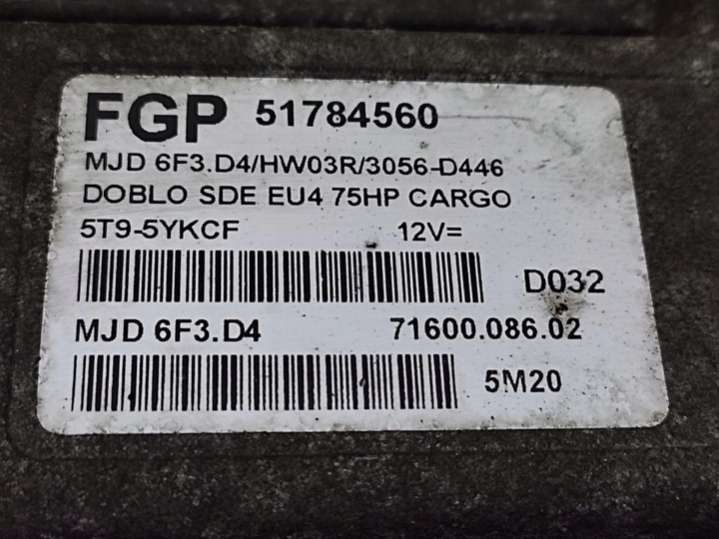 FGP 51784560
MJD 6F3.D4/HW03R/3056-D446
DOBLO SDE EU4 75HP CARGO
5T9-5YKCF 12V=
D032
MJD 6F3.D4 71600.086.02
5M20